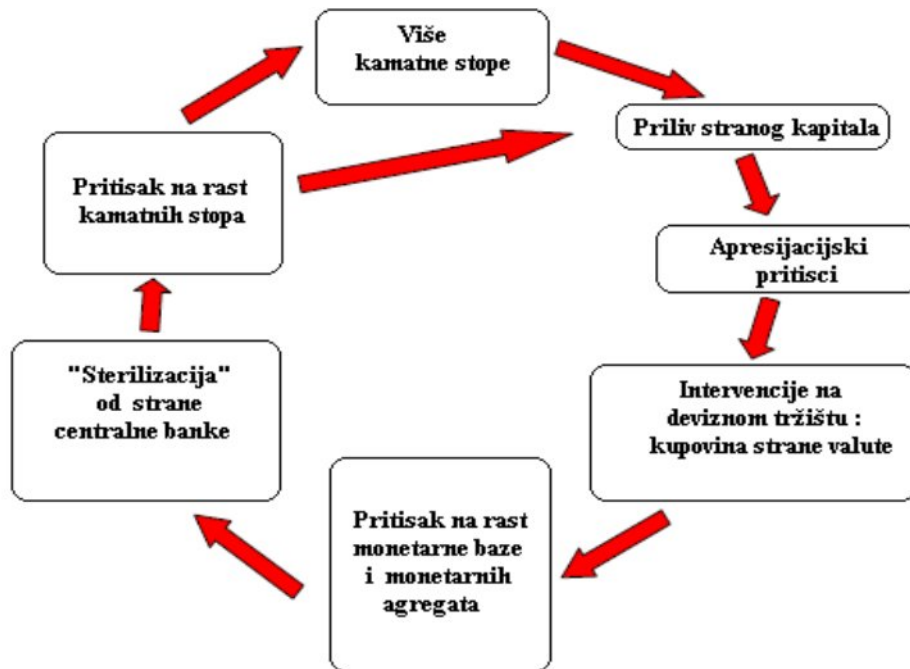 Više
kamatne stope
Priliv stranog kapitala
Apresijacijski
pritisci
Intervencije na
deviznom tržištu :
kupovina strane valute
Pritisak na rast
monetarne baze
i monetarnih
agregata
"Sterilizacija"
od strane
centralne banke
Pritisak na rast
kamatnih stopa